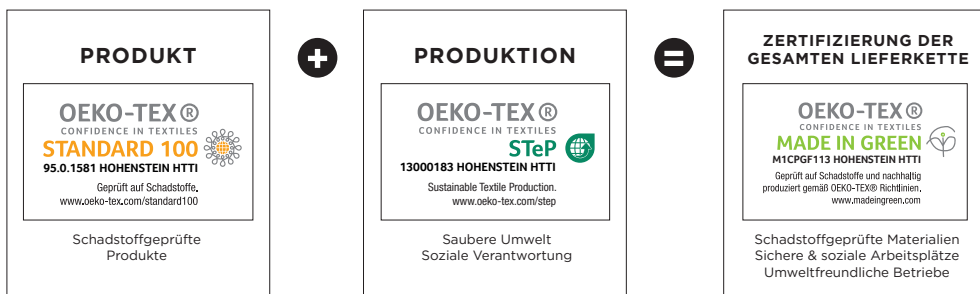 PRODUKT
OEKO-TEX®
CONFIDENCE IN TEXTILES
STANDARD 100
95.0.1581 HOHENSTEIN HTTI
Geprüft auf Schadstoffe.
www.oeko-tex.com/standard100
Schadstoffgeprüfte
Produkte
+
PRODUKTION
OEKO-TEX®
CONFIDENCE IN TEXTILES
STeP
13000183 HOHENSTEIN HTTI
Sustainable Textile Production.
www.oeko-tex.com/step
Saubere Umwelt
Soziale Verantwortung
=
ZERTIFIZIERUNG DER
GESAMTEN LIEFERKETTE
OEKO-TEX®
CONFIDENCE IN TEXTILES
MADE IN GREEN
M1CPGF113 HOHENSTEIN HTTI
Geprüft auf Schadstoffe und nachhaltig
produziert gemäß OEKO-TEX® Richtlinien.
www.madeingreen.com
Schadstoffgeprüfte Materialien
Sichere & soziale Arbeitsplätze
Umweltfreundliche Betriebe